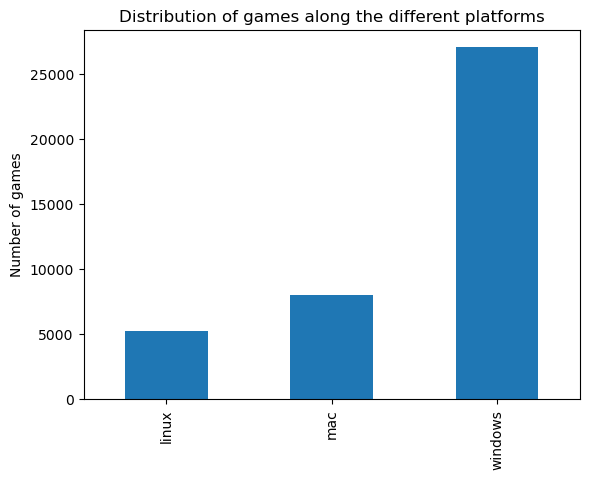 Distribution of games along the different platforms
25000
20000
15000
10000
5000
0
Number of games
linux
mac
windows